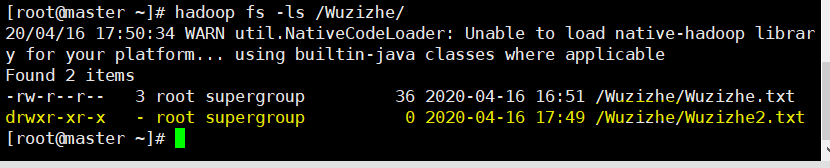 [root@master ~]# hadoop fs -ls /Wuzizhe/
20/04/16 17:50:34 WARN util.NativeCodeLoader: Unable to load native-hadoop librar
y for your platform... using builtin-java classes where applicable
Found 2 items
-rw-r--r--   3 root supergroup         36 2020-04-16 16:51 /Wuzizhe/Wuzizhe.txt
drwxr-xr-x   - root supergroup          0 2020-04-16 17:49 /Wuzizhe/Wuzizhe2.txt
[root@master ~]#